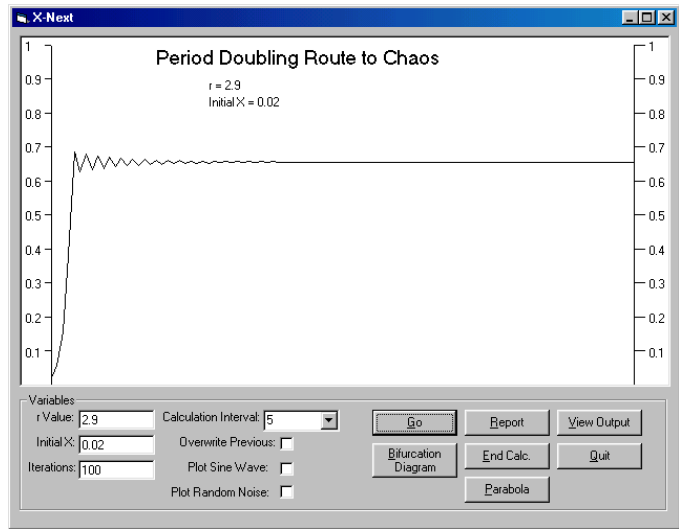 X-Next
Period Doubling Route to Chaos
r = 2.9
Initial X = 0.02
1
0.9
0.8
0.7
0.6
0.5
0.4
0.3
0.2
0.1
1
0.9
0.8
0.7
0.6
0.5
0.4
0.3
0.2
0.1
Variables
r Value: 2.9
Initial X: 0.02
Iterations: 100
Calculation Interval: 5
Overwrite Previous:
Plot Sine Wave:
Plot Random Noise:
Go
Report
View Output
Bifurcation
Diagram
End Calc.
Quit
Parabola